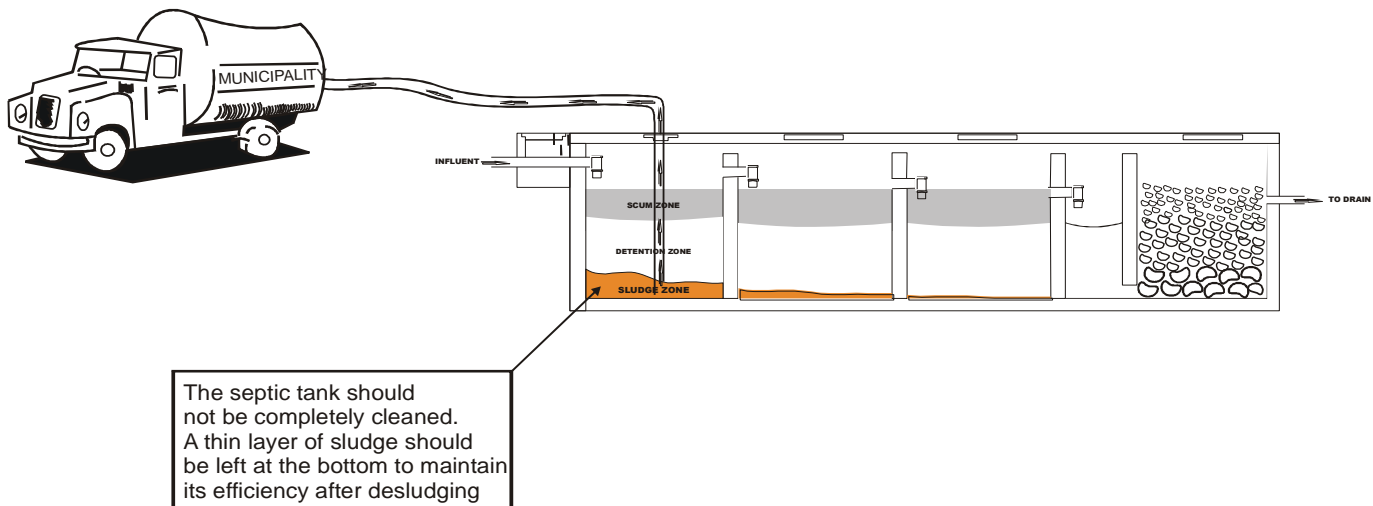 MUNICIPALITY
INFLUENT
SCUM ZONE
TO DRAIN
DETENTION ZONE
SLUDGE ZONE
The septic tank should
not be completely cleaned.
A thin layer of sludge should
be left at the bottom to maintain
its efficiency after desludging